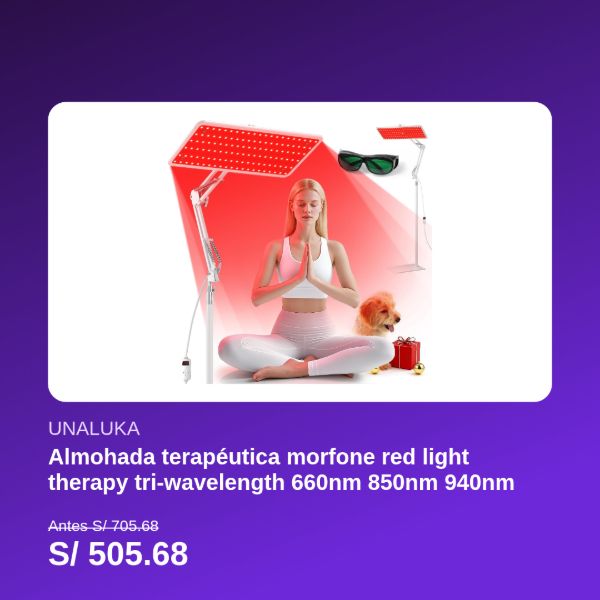 UNALUKA
Almohada terapéutica morfone red light
therapy tri-wavelength 660nm 850nm 940nm
Antes S/ 705.68
S/ 505.68